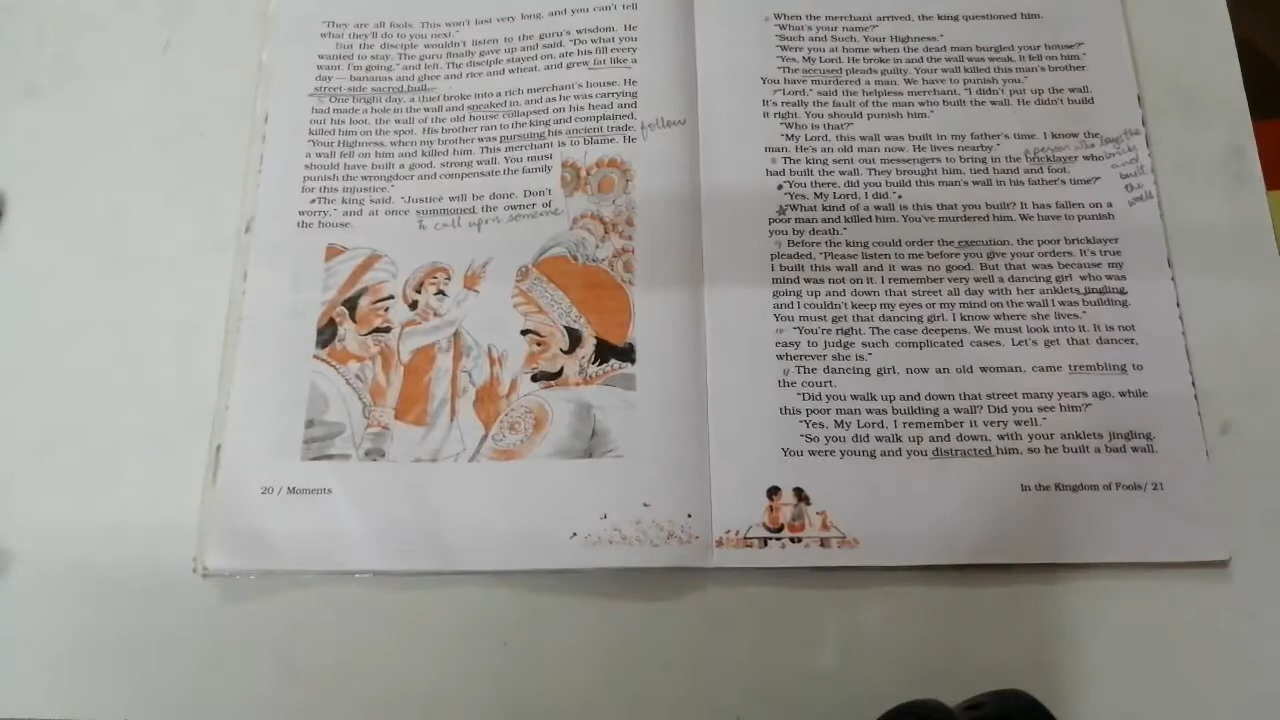 "They are all fools. This won't last very long, and you can't tell
what they'll do to you next."
But the disciple wouldn't listen to the guru's wisdom. He
wanted to stay. The guru finally gave up and said, "Do what you
want. I'm going," and left. The disciple stayed on, ate his fill every
day — bananas and ghee and rice and wheat, and grew fat like a
street-side sacred bull.
One bright day, a thief broke into a rich merchant's house. He
had made a hole in the wall and sneaked in, and as he was carrying
out his loot, the wall of the old house collapsed on his head and
killed him on the spot. His brother ran to the king and complained,
"Your Highness, when my brother was pursuing his ancient trade, follow
a wall fell on him and killed him. This merchant is to blame. He
should have built a good, strong wall. You must
punish the wrongdoer and compensate the family
for this injustice."
The king said, "Justice will be done. Don't
worry," and at once summoned the owner of
the house. To call upon someone
20 / Moments
When the merchant arrived, the king questioned him.
"What's your name?"
"Such and Such, Your Highness."
"Were you at home when the dead man burgled your house?"
"Yes, My Lord. He broke in and the wall was weak. It fell on him."
"The accused pleads guilty. Your wall killed this man's brother.
You have murdered a man. We have to punish you."
"Lord," said the helpless merchant, "I didn't put up the wall.
It's really the fault of the man who built the wall. He didn't build
it right. You should punish him."
"Who is that?"
"My Lord, this wall was built in my father's time. I know the
man. He's an old man now. He lives nearby."
a person who lays the
brick
and
built
the
wall
The king sent out messengers to bring in the bricklayer who
had built the wall. They brought him, tied hand and foot.
"You there, did you build this man's wall in his father's time?"
"Yes, My Lord, I did."
"What kind of a wall is this that you built? It has fallen on a
poor man and killed him. You've murdered him. We have to punish
you by death."
9 Before the king could order the execution, the poor bricklayer
pleaded, "Please listen to me before you give your orders. It's true
I built this wall and it was no good. But that was because my
mind was not on it. I remember very well a dancing girl who was
going up and down that street all day with her anklets jingling,
and I couldn't keep my eyes or my mind on the wall I was building.
You must get that dancing girl. I know where she lives."
10 "You're right. The case deepens. We must look into it. It is not
easy to judge such complicated cases. Let's get that dancer,
wherever she is."
11 The dancing girl, now an old woman, came trembling to
the court.
"Did you walk up and down that street many years ago, while
this poor man was building a wall? Did you see him?"
"Yes, My Lord, I remember it very well."
"So you did walk up and down, with your anklets jingling.
You were young and you distracted him, so he built a bad wall.
In the Kingdom of Fools/ 21